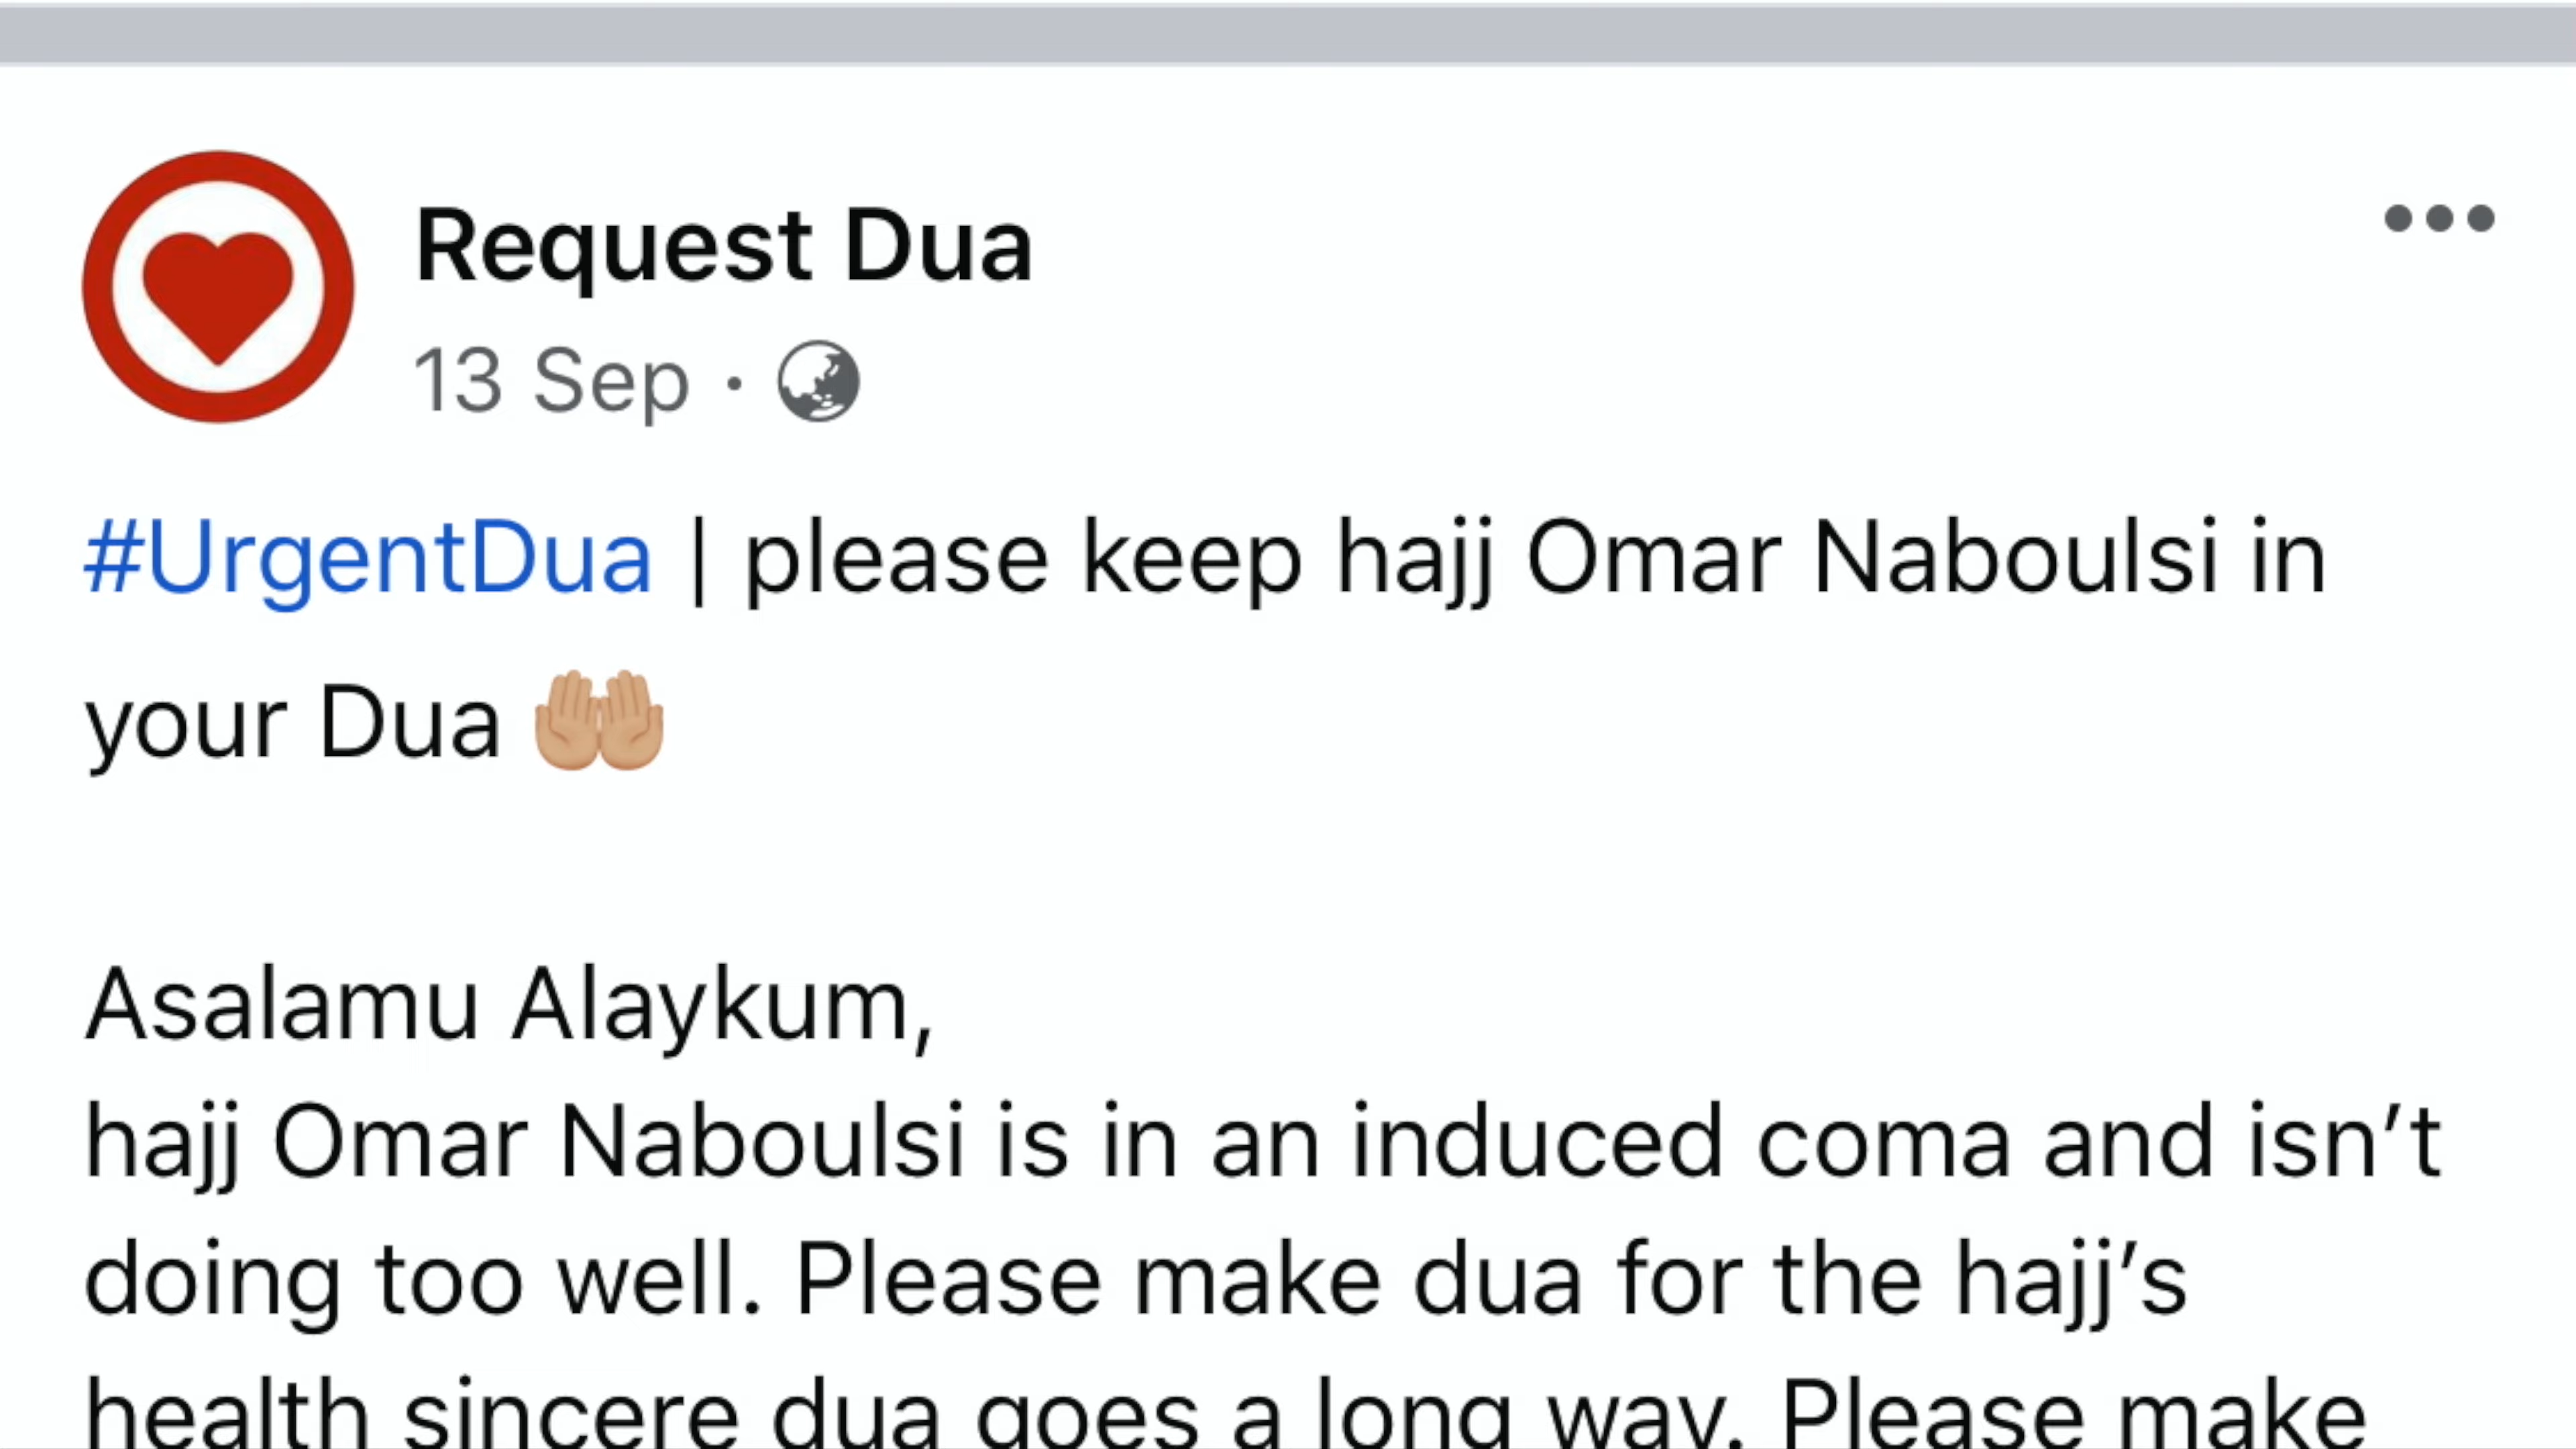 Request Dua
13 Sep ·
#UrgentDua | please keep hajj Omar Naboulsi in
your Dua 🤲🏼
Asalamu Alaykum,
hajj Omar Naboulsi is in an induced coma and isn’t
doing too well. Please make dua for the hajj’s
health sincere dua goes a long way. Please make